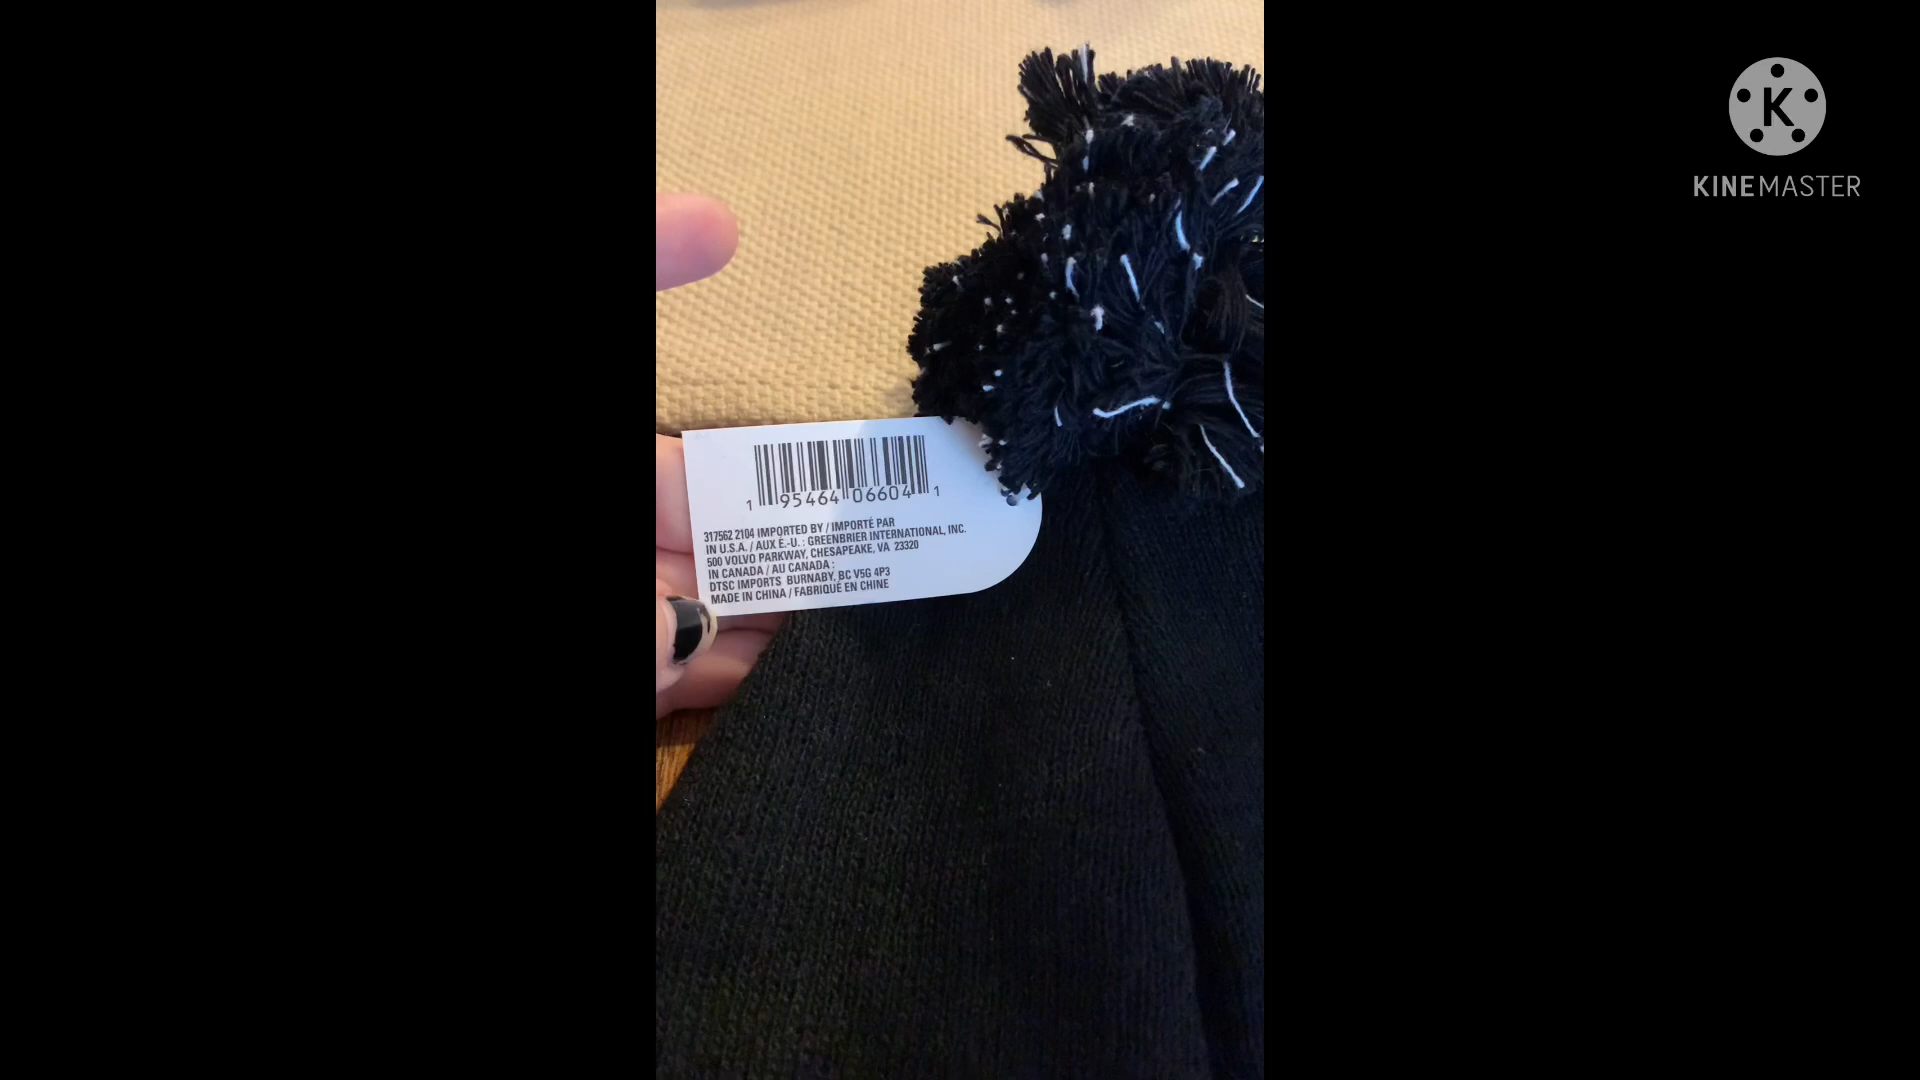 K
KINEMASTER
1 95464 06604 1
317562 2104 IMPORTED BY / IMPORTÉ PAR
IN U.S.A. / AUX É.-U. : GREENBRIER INTERNATIONAL, INC.
500 VOLVO PARKWAY, CHESAPEAKE, VA 23320
IN CANADA / AU CANADA :
DTSC IMPORTS BURNABY, BC V5G 4P3
MADE IN CHINA / FABRIQUÉ EN CHINE